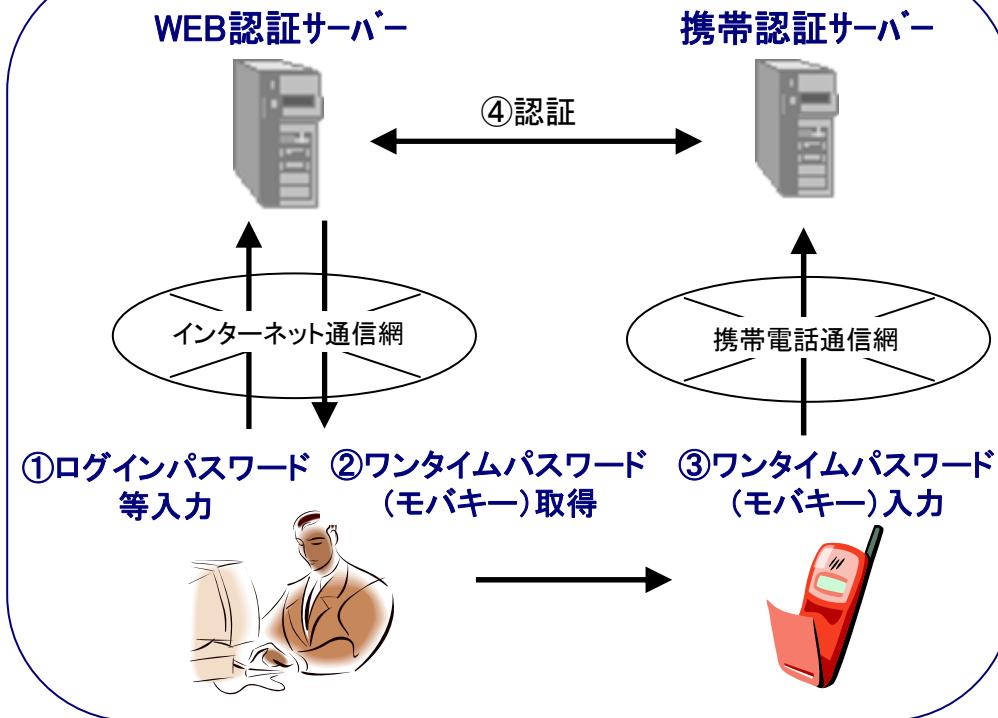 WEB認証サーバー
携帯認証サーバー
④認証
インターネット通信網
携帯電話通信網
①ログインパスワード
等入力
②ワンタイムパスワード
(モバキー)取得
③ワンタイムパスワード
(モバキー)入力